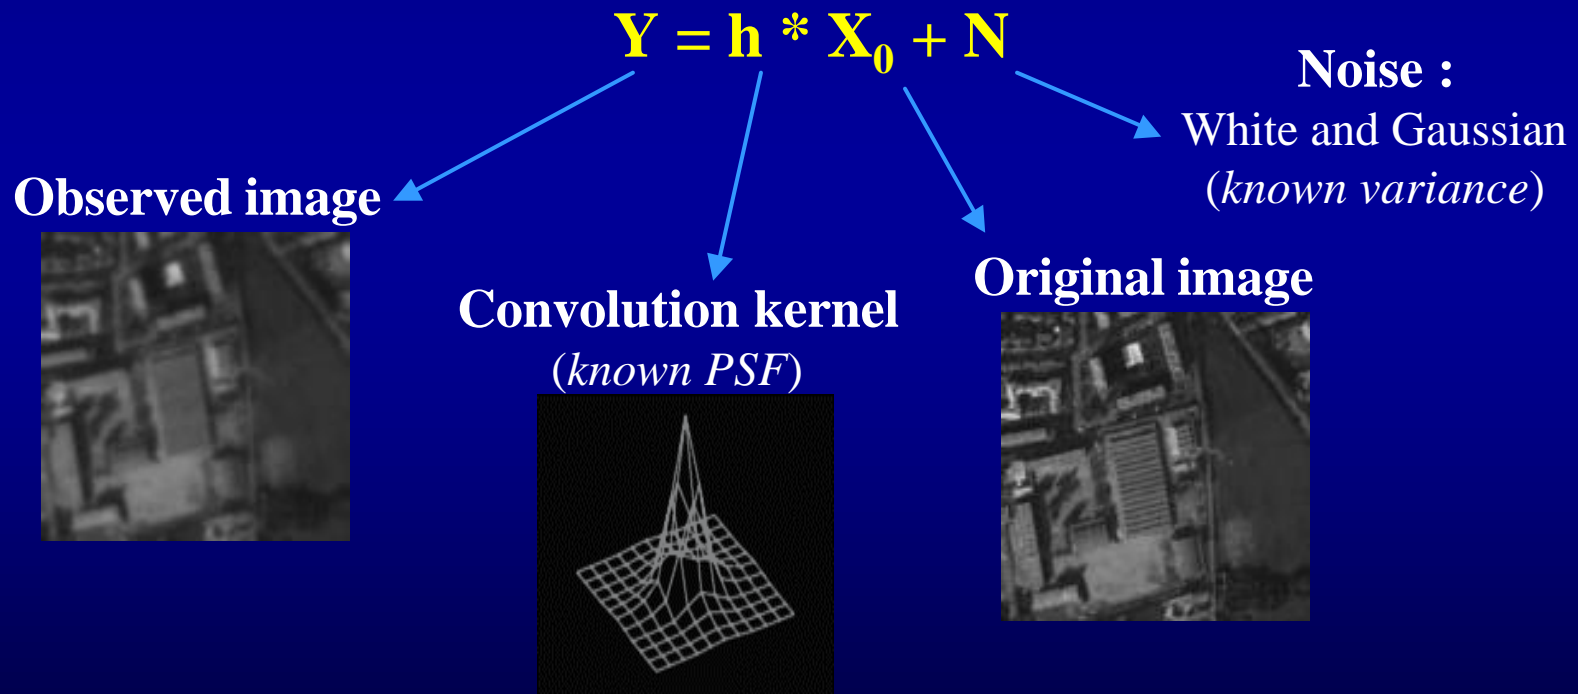 Y = h * X₀ + N
Noise :
White and Gaussian
(known variance)
Observed image
Convolution kernel
(known PSF)
Original image